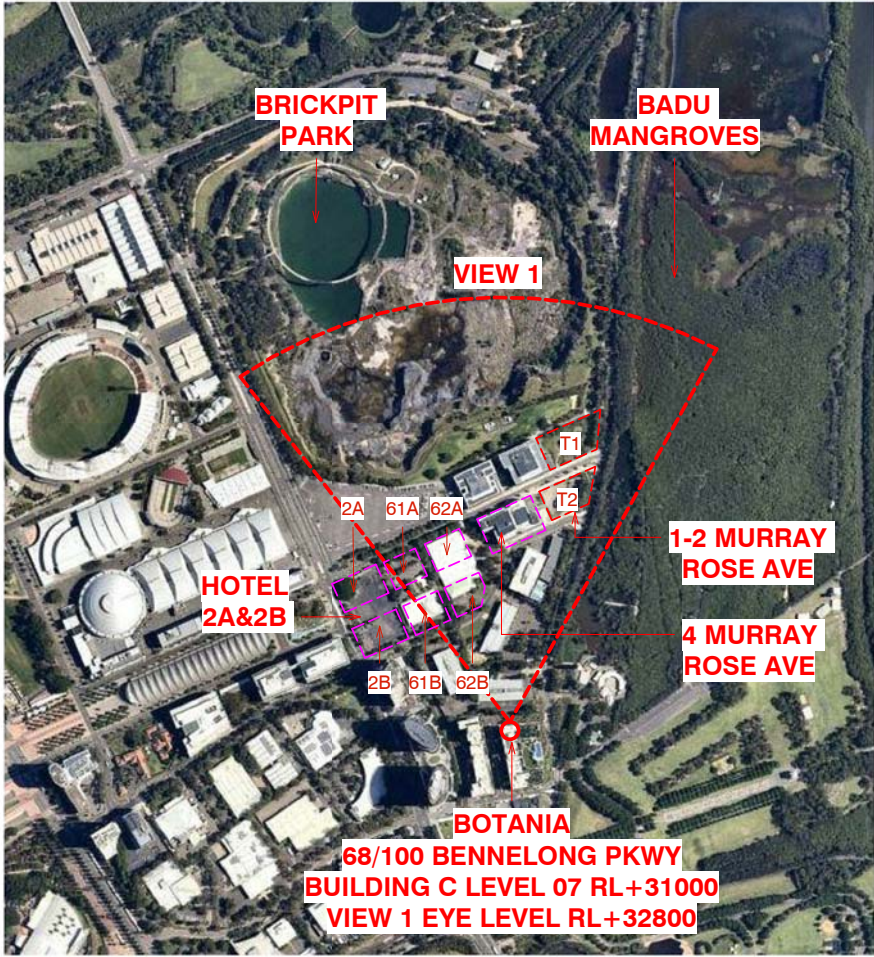 BRICKPIT
PARK
BADU
MANGROVES
VIEW 1
T1
T2
2A
61A
62A
1-2 MURRAY
ROSE AVE
HOTEL
2A&2B
4 MURRAY
ROSE AVE
2B
61B
62B
BOTANIA
68/100 BENNELONG PKWY
BUILDING C LEVEL 07 RL+31000
VIEW 1 EYE LEVEL RL+32800